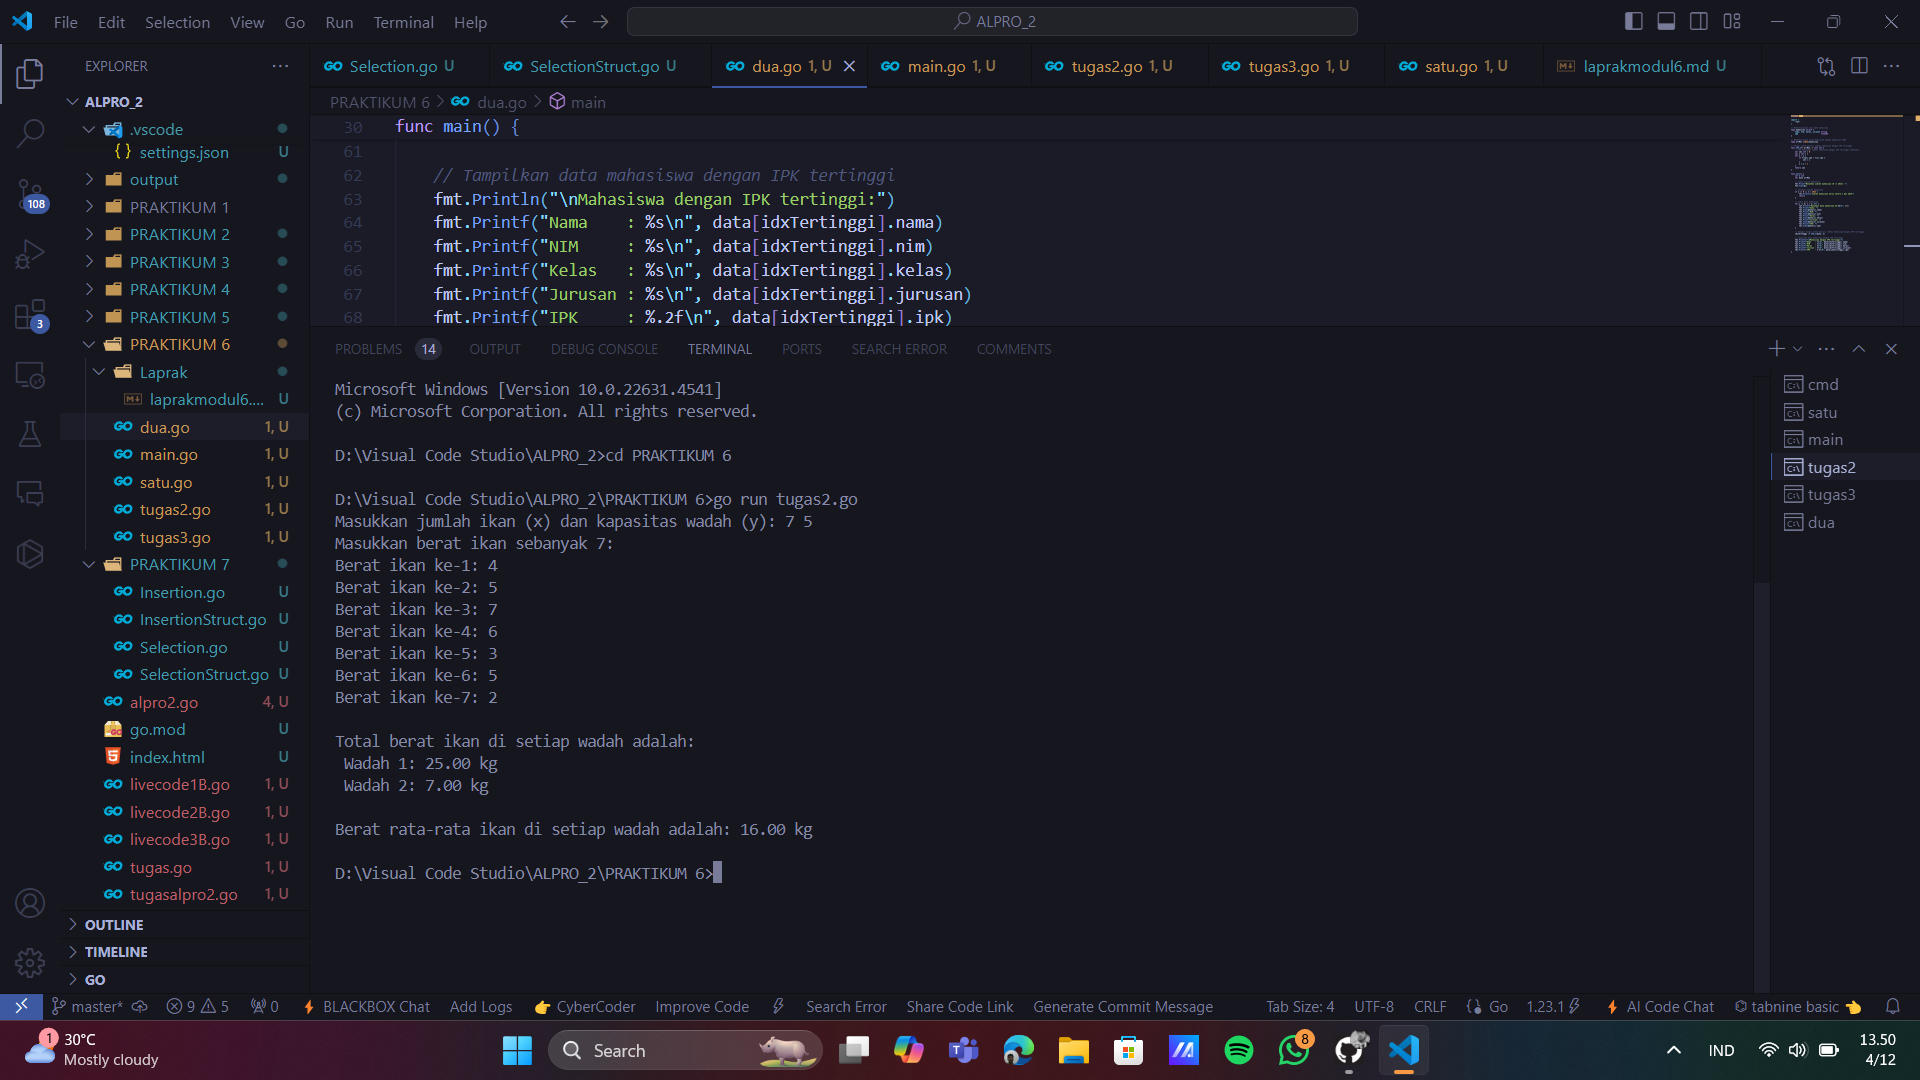 File Edit Selection View Go Run Terminal Help
ALPRO_2
EXPLORER
ALPRO_2
.vscode
settings.json U
output
PRAKTIKUM 1
PRAKTIKUM 2
PRAKTIKUM 3
PRAKTIKUM 4
PRAKTIKUM 5
PRAKTIKUM 6
Laprak
laprakmodul6.... U
dua.go 1, U
main.go 1, U
satu.go 1, U
tugas2.go 1, U
tugas3.go 1, U
PRAKTIKUM 7
Insertion.go U
InsertionStruct.go U
Selection.go U
SelectionStruct.go U
alpro2.go 4, U
go.mod U
index.html U
livecode1B.go 1, U
livecode2B.go 1, U
livecode3B.go 1, U
tugas.go 1, U
tugasalpro2.go 1, U
OUTLINE
TIMELINE
GO
108
3
Selection.go U SelectionStruct.go U dua.go 1, U main.go 1, U tugas2.go 1, U tugas3.go 1, U satu.go 1, U laprakmodul6.md U
PRAKTIKUM 6 > dua.go > main
30 func main() {
61
62 // Tampilkan data mahasiswa dengan IPK tertinggi
63 fmt.Println("\nMahasiswa dengan IPK tertinggi:")
64 fmt.Printf("Nama    : %s\n", data[idxTertinggi].nama)
65 fmt.Printf("NIM     : %s\n", data[idxTertinggi].nim)
66 fmt.Printf("Kelas   : %s\n", data[idxTertinggi].kelas)
67 fmt.Printf("Jurusan : %s\n", data[idxTertinggi].jurusan)
68 fmt.Printf("IPK     : %.2f\n", data[idxTertinggi].ipk)
PROBLEMS 14 OUTPUT DEBUG CONSOLE TERMINAL PORTS SEARCH ERROR COMMENTS
Microsoft Windows [Version 10.0.22631.4541]
(c) Microsoft Corporation. All rights reserved.
D:\Visual Code Studio\ALPRO_2>cd PRAKTIKUM 6
D:\Visual Code Studio\ALPRO_2\PRAKTIKUM 6>go run tugas2.go
Masukkan jumlah ikan (x) dan kapasitas wadah (y): 7 5
Masukkan berat ikan sebanyak 7:
Berat ikan ke-1: 4
Berat ikan ke-2: 5
Berat ikan ke-3: 7
Berat ikan ke-4: 6
Berat ikan ke-5: 3
Berat ikan ke-6: 5
Berat ikan ke-7: 2
Total berat ikan di setiap wadah adalah:
Wadah 1: 25.00 kg
Wadah 2: 7.00 kg
Berat rata-rata ikan di setiap wadah adalah: 16.00 kg
D:\Visual Code Studio\ALPRO_2\PRAKTIKUM 6>
cmd
satu
main
tugas2
tugas3
dua
master* 9 5 0 BLACKBOX Chat Add Logs CyberCoder Improve Code Search Error Share Code Link Generate Commit Message Tab Size: 4 UTF-8 CRLF Go 1.23.1 AI Code Chat tabnine basic
1 30°C
Mostly cloudy
Search
8
IND
13.50
4/12